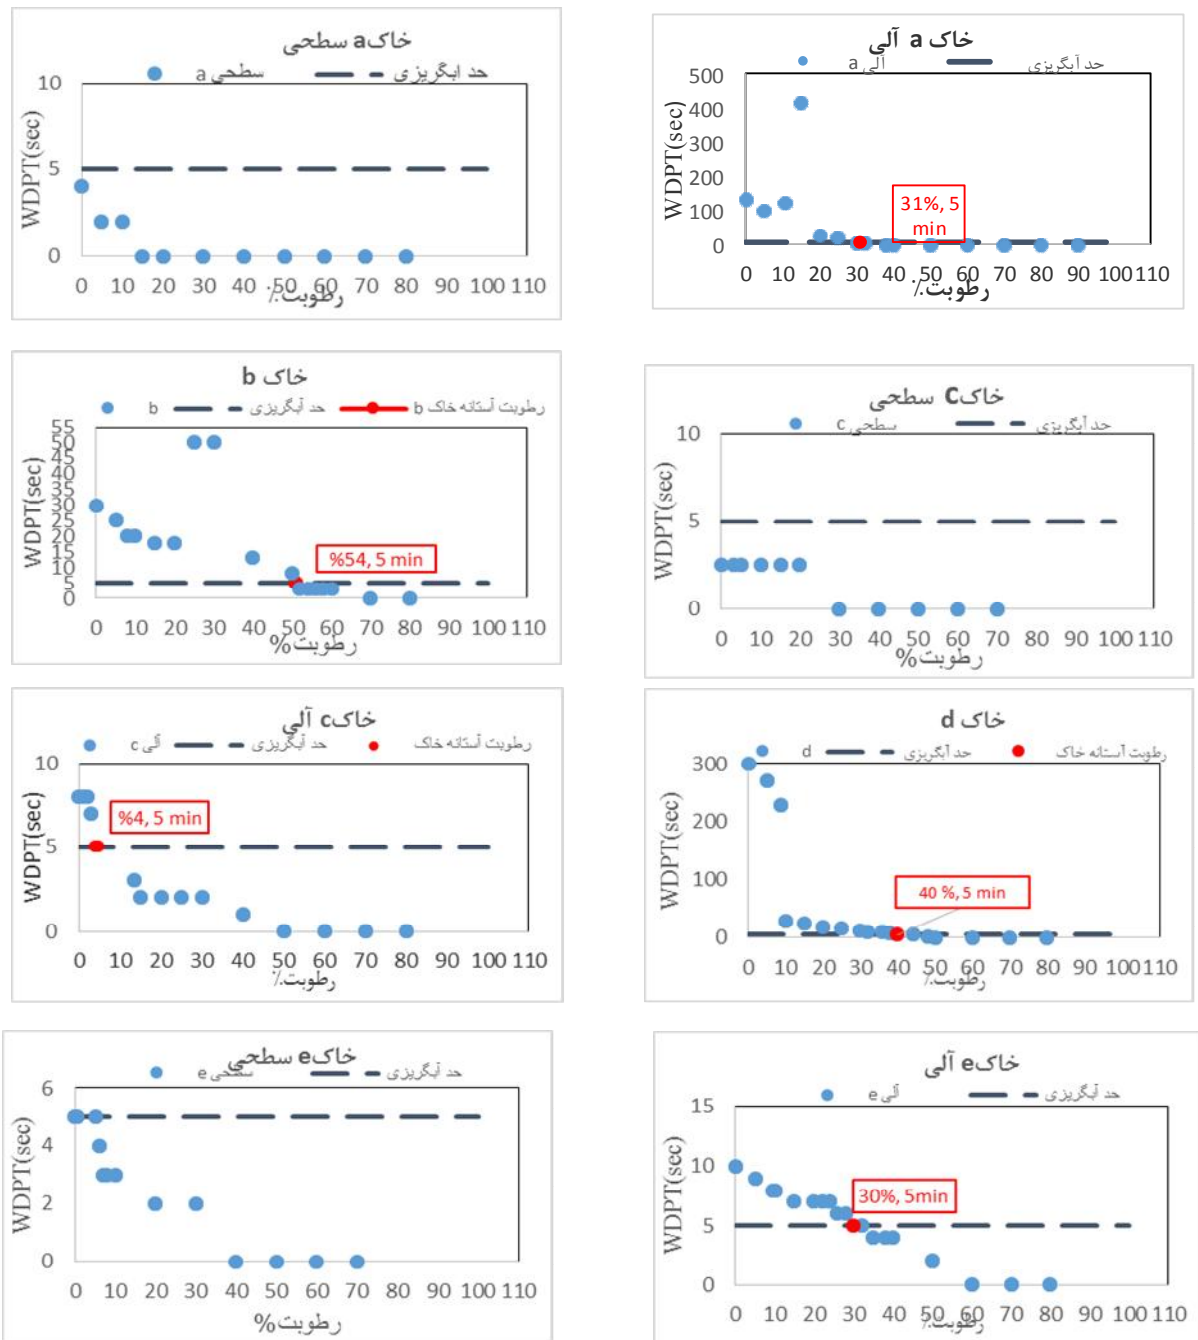 خاک a سطحی
سطحی a حد ابگریزی
10
5
0
WDPT(sec)
0 10 20 30 40 50 60 70 80 90 100 110
رطوبت٪
خاک a آلی
آلی a حد آبگریزی
500
400
300
200
100
0
WDPT(sec)
31%, 5
min
0 10 20 30 40 50 60 70 80 90 100 110
رطوبت٪
خاک b
b حد آبگریزی رطوبت آستانه خاک b
55
50
45
40
35
30
25
20
15
10
5
0
WDPT(sec)
%54, 5 min
0 10 20 30 40 50 60 70 80 90 100 110
رطوبت%
خاک C سطحی
سطحی c حد آبگریزی
10
5
0
WDPT(sec)
0 10 20 30 40 50 60 70 80 90 100 110
رطوبت%
خاک c آلی
آلی c حد آبگریزی رطوبت آستانه خاک
10
5
0
WDPT(sec)
%4, 5 min
0 10 20 30 40 50 60 70 80 90 100 110
رطوبت٪
خاک d
d حد آبگریزی رطوبت آستانه خاک
300
200
100
0
WDPT(sec)
40 %, 5 min
0 10 20 30 40 50 60 70 80 90 100 110
رطوبت٪
خاک e سطحی
سطحی e حد آبگریزی
6
4
2
0
WDPT(sec)
0 10 20 30 40 50 60 70 80 90 100 110
رطوبت%
خاک e آلی
آلی e حد آبگریزی
15
10
5
0
WDPT(sec)
30%, 5min
0 10 20 30 40 50 60 70 80 90 100 110
رطوبت٪